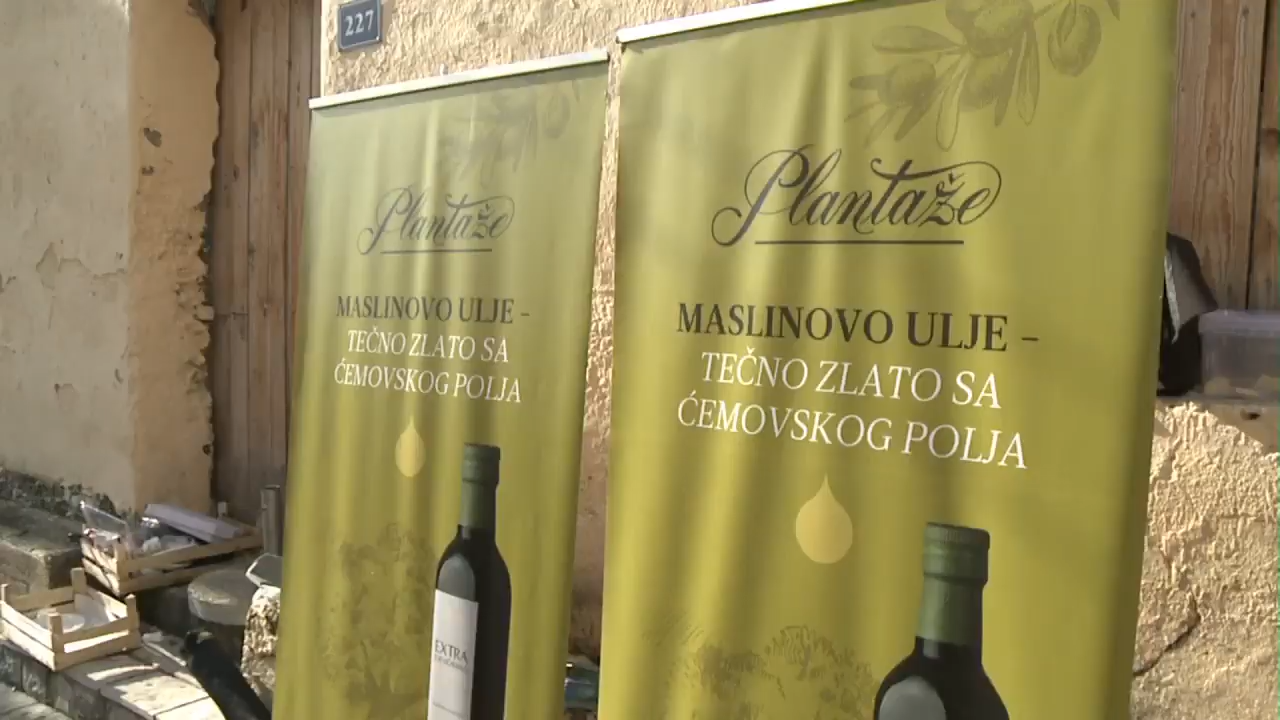 227
Plantaže
MASLINOVO ULJE –
TEČNO ZLATO SA
ĆEMOVSKOG POLJA
EXTRA
Plantaže
MASLINOVO ULJE –
TEČNO ZLATO SA
ĆEMOVSKOG POLJA